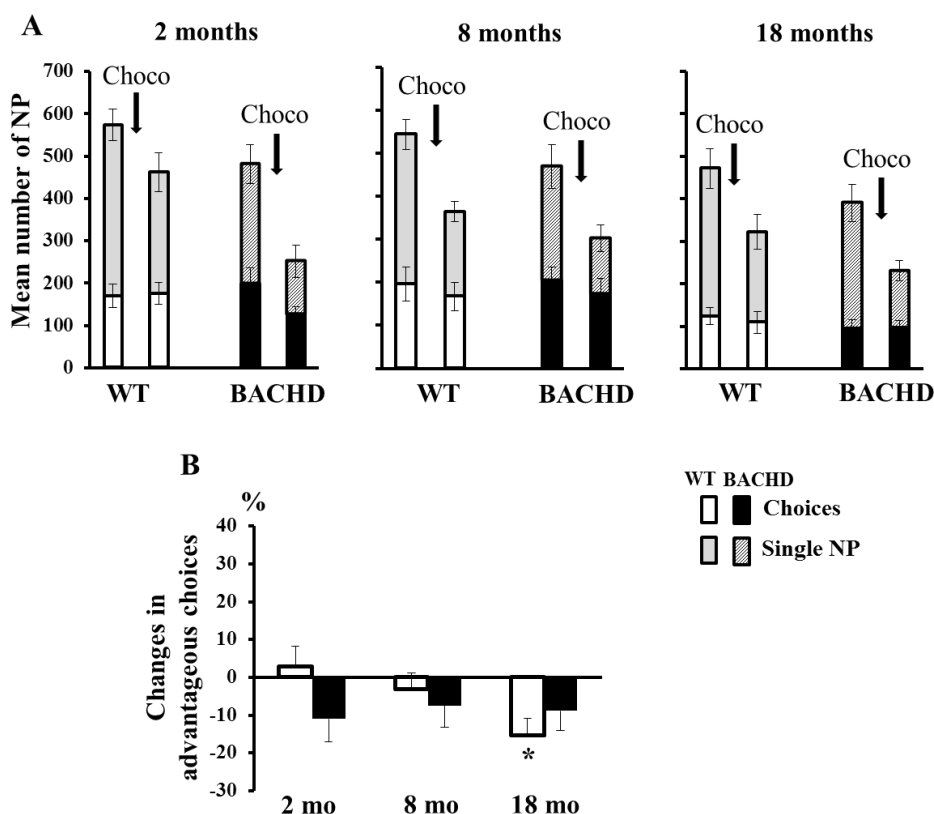 A
2 months
8 months
18 months
Mean number of NP
700
600
500
400
300
200
100
0
Choco
Choco
Choco
Choco
Choco
Choco
WT
BACHD
WT
BACHD
WT
BACHD
B
WT BACHD
Choices
Single NP
%
Changes in
advantageous choices
40
30
20
10
0
-10
-20
-30
*
2 mo
8 mo
18 mo